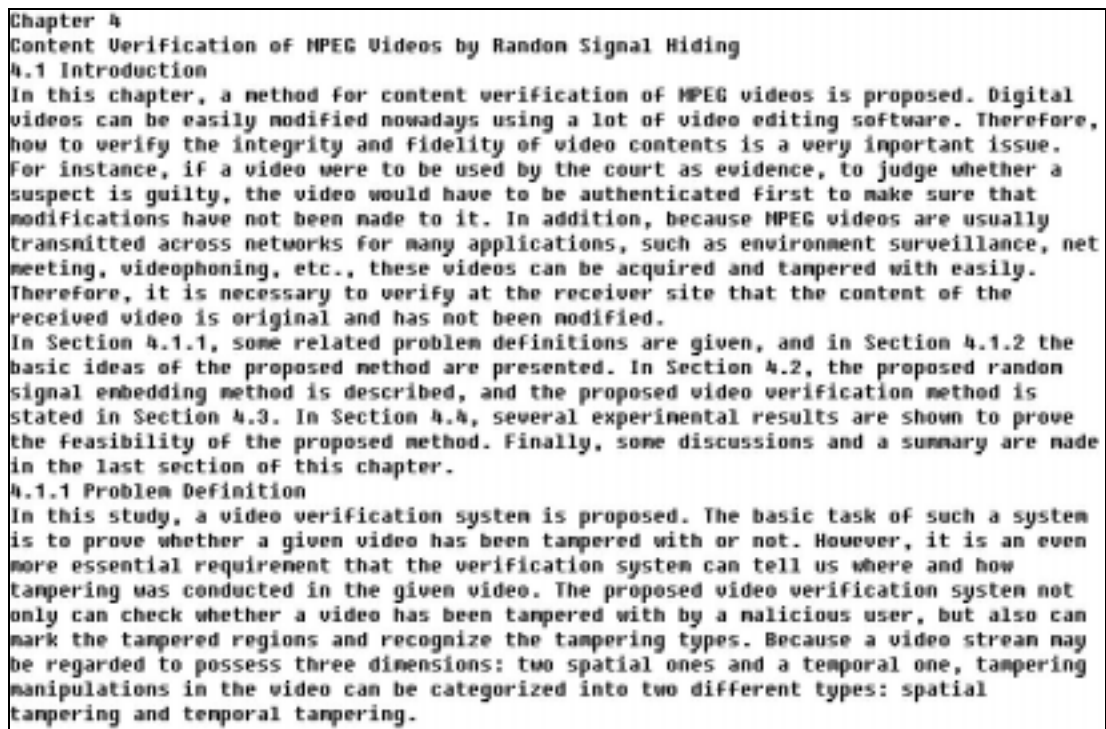 Chapter 4
Content Verification of MPEG Videos by Random Signal Hiding
4.1 Introduction
In this chapter, a method for content verification of MPEG videos is proposed. Digital
videos can be easily modified nowadays using a lot of video editing software. Therefore,
how to verify the integrity and fidelity of video contents is a very important issue.
For instance, if a video were to be used by the court as evidence, to judge whether a
suspect is guilty, the video would have to be authenticated first to make sure that
modifications have not been made to it. In addition, because MPEG videos are usually
transmitted across networks for many applications, such as environment surveillance, net
meeting, videophoning, etc., these videos can be acquired and tampered with easily.
Therefore, it is necessary to verify at the receiver site that the content of the
received video is original and has not been modified.
In Section 4.1.1, some related problem definitions are given, and in Section 4.1.2 the
basic ideas of the proposed method are presented. In Section 4.2, the proposed random
signal embedding method is described, and the proposed video verification method is
stated in Section 4.3. In Section 4.4, several experimental results are shown to prove
the feasibility of the proposed method. Finally, some discussions and a summary are made
in the last section of this chapter.
4.1.1 Problem Definition
In this study, a video verification system is proposed. The basic task of such a system
is to prove whether a given video has been tampered with or not. However, it is an even
more essential requirement that the verification system can tell us where and how
tampering was conducted in the given video. The proposed video verification system not
only can check whether a video has been tampered with by a malicious user, but also can
mark the tampered regions and recognize the tampering types. Because a video stream may
be regarded to possess three dimensions: two spatial ones and a temporal one, tampering
manipulations in the video can be categorized into two different types: spatial
tampering and temporal tampering.